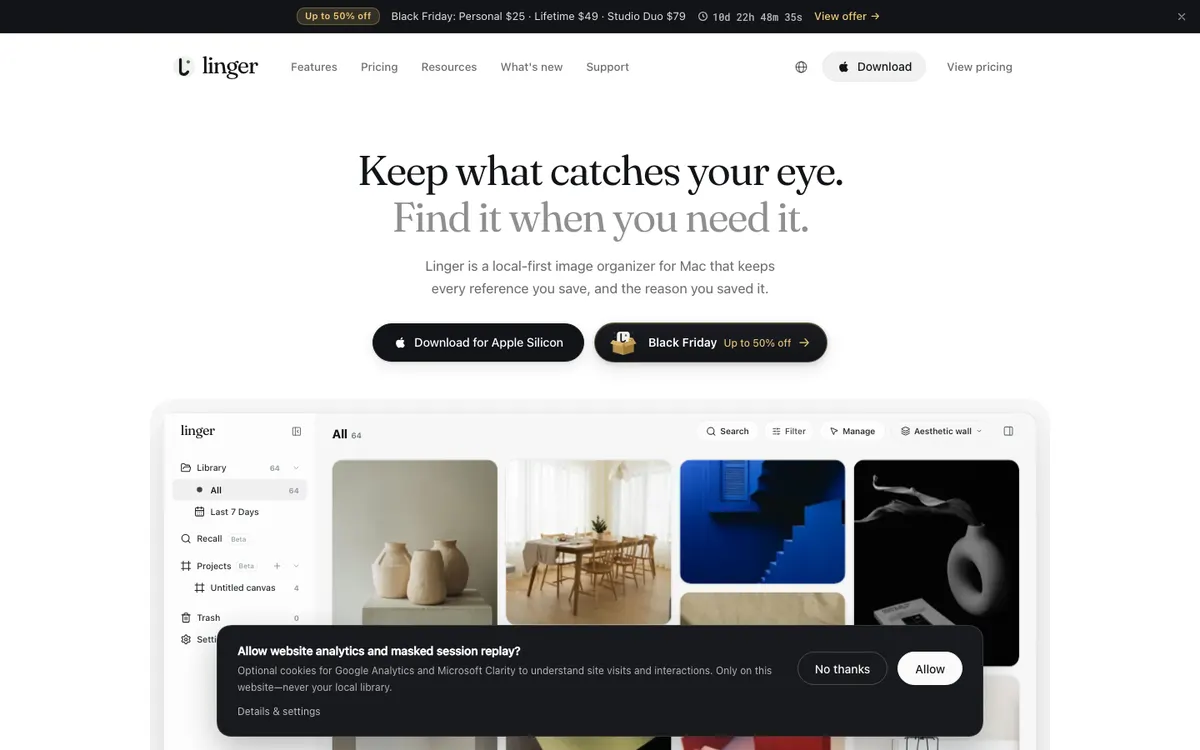 Up to 50% off Black Friday: Personal $25 · Lifetime $49 · Studio Duo $79 10d 22h 48m 35s View offer →
linger Features Pricing Resources What's new Support Download View pricing
Keep what catches your eye.
Find it when you need it.
Linger is a local-first image organizer for Mac that keeps
every reference you save, and the reason you saved it.
Download for Apple Silicon
Black Friday Up to 50% off →
linger
Library 64
All 64
Last 7 Days
Recall Beta
Projects Beta
Untitled canvas 4
Trash 0
All 64
Search Filter Manage Aesthetic wall
Allow website analytics and masked session replay?
Optional cookies for Google Analytics and Microsoft Clarity to understand site visits and interactions. Only on this
website—never your local library.
Details & settings
No thanks
Allow